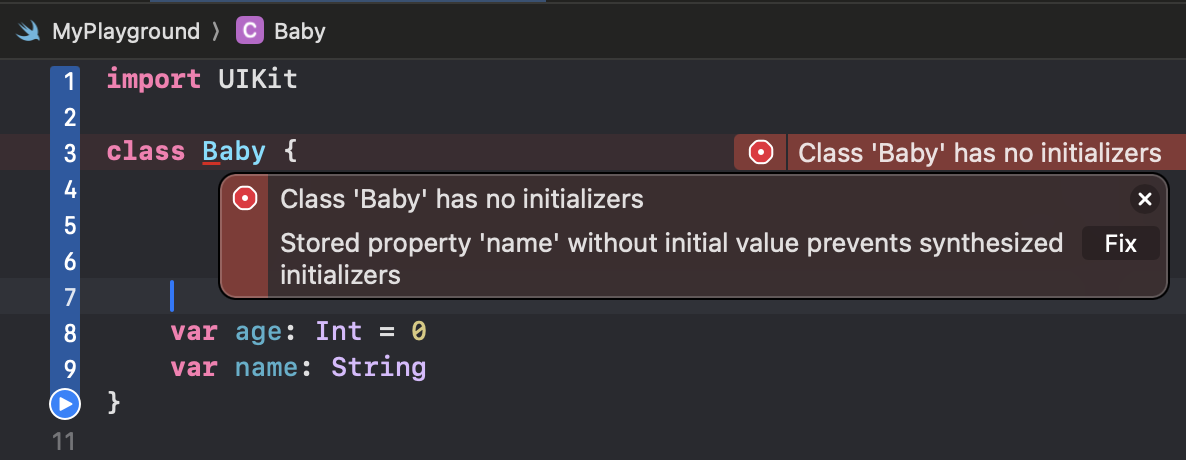 MyPlayground 〉 C Baby
1 import UIKit
2
3 class Baby {
Class 'Baby' has no initializers
4
Class 'Baby' has no initializers
5
Stored property 'name' without initial value prevents synthesized
initializers
Fix
6
7
8 var age: Int = 0
9 var name: String
}
11